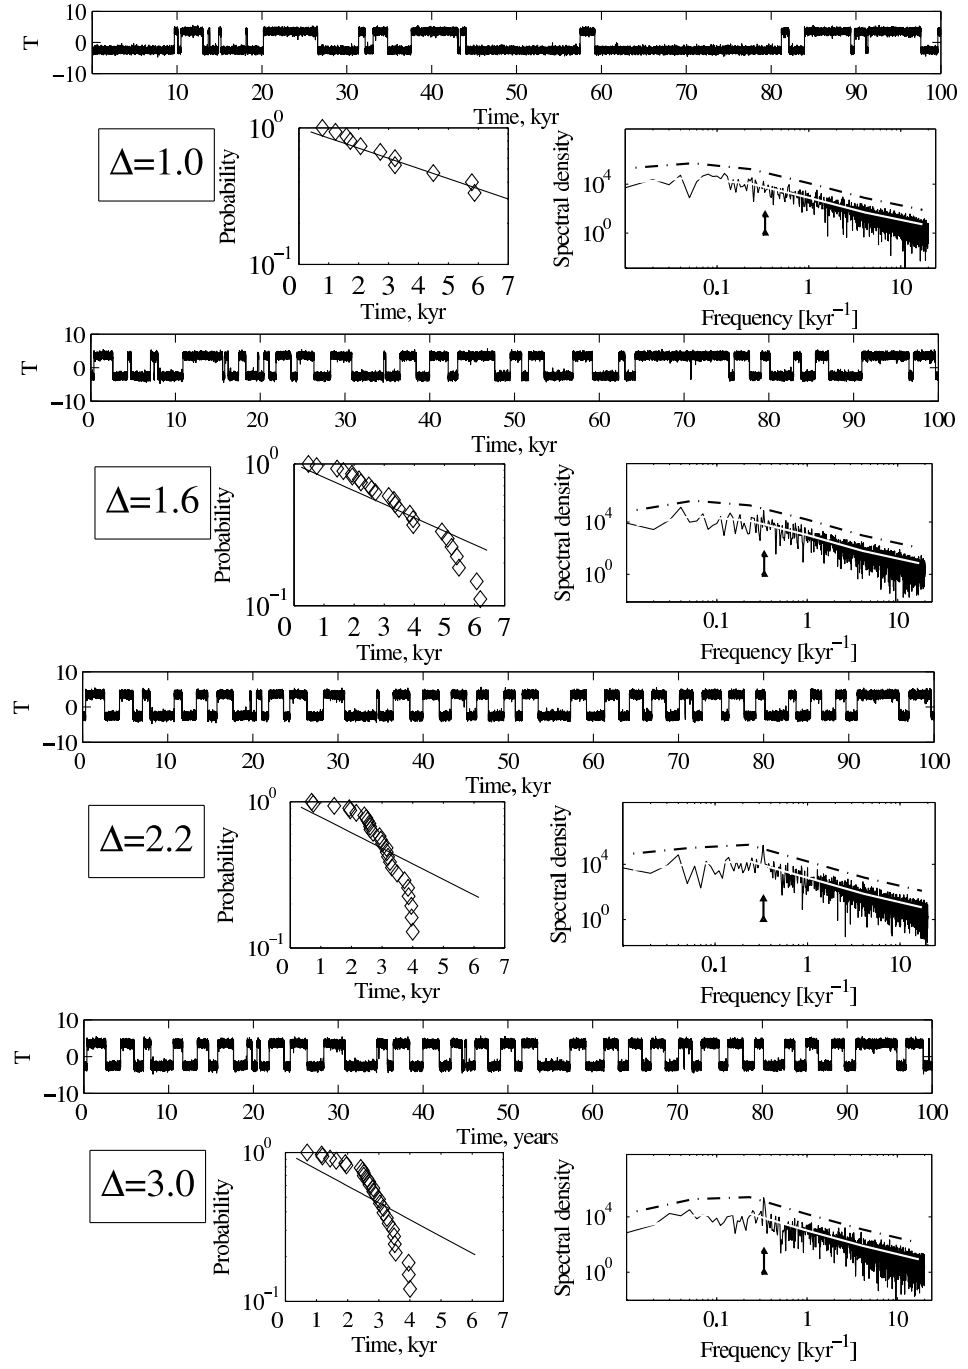 10
0
−10
T
10 20 30 40 50 60 70 80 90 100
Time, kyr
Δ=1.0
10^0
10^-1
Probability
0 1 2 3 4 5 6 7
Time, kyr
10^4
10^0
Spectral density
0.1 1 10
Frequency [kyr^-1]
10
0
−10
T
0 10 20 30 40 50 60 70 80 90 100
Time, kyr
Δ=1.6
10^0
10^-1
Probability
0 1 2 3 4 5 6 7
Time, kyr
10^4
10^0
Spectral density
0.1 1 10
Frequency [kyr^-1]
10
0
−10
T
0 10 20 30 40 50 60 70 80 90 100
Time, kyr
Δ=2.2
10^0
10^-1
Probability
0 1 2 3 4 5 6 7
Time, kyr
10^4
10^0
Spectral density
0.1 1 10
Frequency [kyr^-1]
10
0
−10
T
0 10 20 30 40 50 60 70 80 90 100
Time, years
Δ=3.0
10^0
10^-1
Probability
0 1 2 3 4 5 6 7
Time, kyr
10^4
10^0
Spectral density
0.1 1 10
Frequency [kyr^-1]